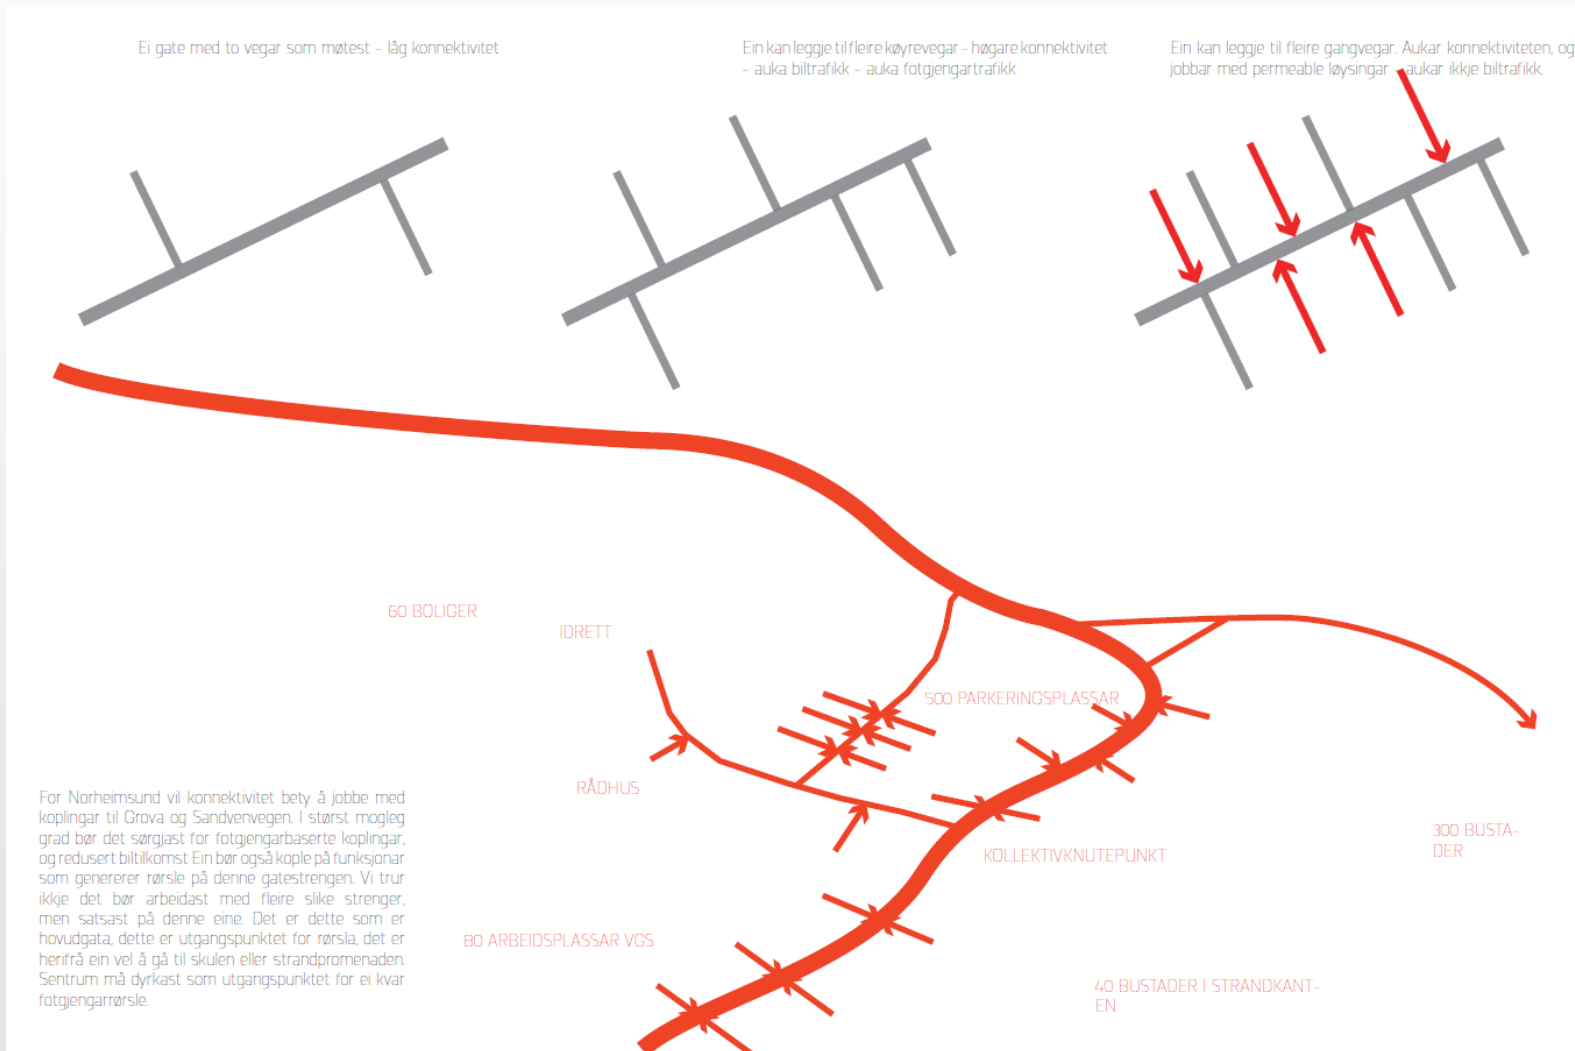 Ei gate med to vegar som møtest - låg konnektivitet
Ein kan leggje til fleire køyrevegar - høgare konnektivitet
- auka biltrafikk - auka fotgjengartrafikk
Ein kan leggje til fleire gangvegar. Aukar konnektiviteten, og
jobbar med permeable løysingar - aukar ikkje biltrafikk.
60 BOLIGER
IDRETT
500 PARKERINGSPLASSAR
RÅDHUS
For Norheimsund vil konnektivitet bety å jobbe med
koplingar til Grova og Sandvenvegen. I størst mogleg
grad bør det sørgjast for fotgjengarbaserte koplingar,
og redusert biltilkomst Ein bør også kople på funksjonar
som genererer rørsle på denne gatestrengen. Vi trur
ikkje det bør arbeidast med fleire slike strenger,
men satsast på denne eine. Det er dette som er
hovudgata, dette er utgangspunktet for rørsla, det er
herifrå ein vel å gå til skulen eller strandpromenaden.
Sentrum må dyrkast som utgangspunktet for ei kvar
fotgjengarrørsle.
300 BUSTA-
DER
KOLLEKTIVKNUTEPUNKT
80 ARBEIDSPLASSAR VGS
40 BUSTADER I STRANDKANT-
EN